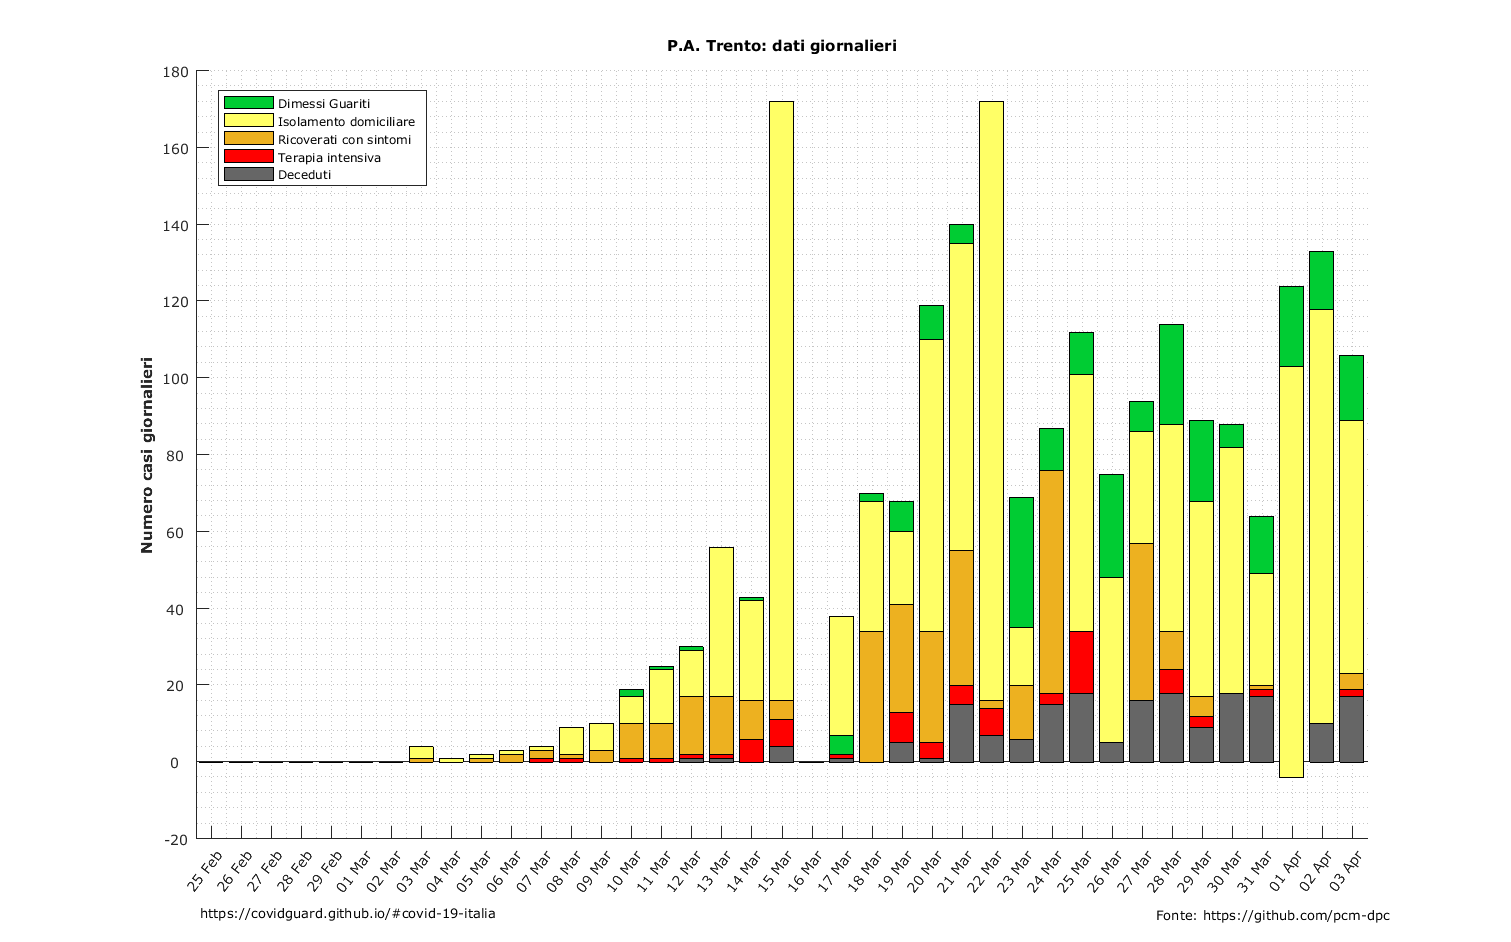 P.A. Trento: dati giornalieri
180
160
140
120
100
80
60
40
20
0
-20
Numero casi giornalieri
Dimessi Guariti
Isolamento domiciliare
Ricoverati con sintomi
Terapia intensiva
Deceduti
25 Feb
26 Feb
27 Feb
28 Feb
29 Feb
01 Mar
02 Mar
03 Mar
04 Mar
05 Mar
06 Mar
07 Mar
08 Mar
09 Mar
10 Mar
11 Mar
12 Mar
13 Mar
14 Mar
15 Mar
16 Mar
17 Mar
18 Mar
19 Mar
20 Mar
21 Mar
22 Mar
23 Mar
24 Mar
25 Mar
26 Mar
27 Mar
28 Mar
29 Mar
30 Mar
31 Mar
01 Apr
02 Apr
03 Apr
https://covidguard.github.io/#covid-19-italia
Fonte: https://github.com/pcm-dpc